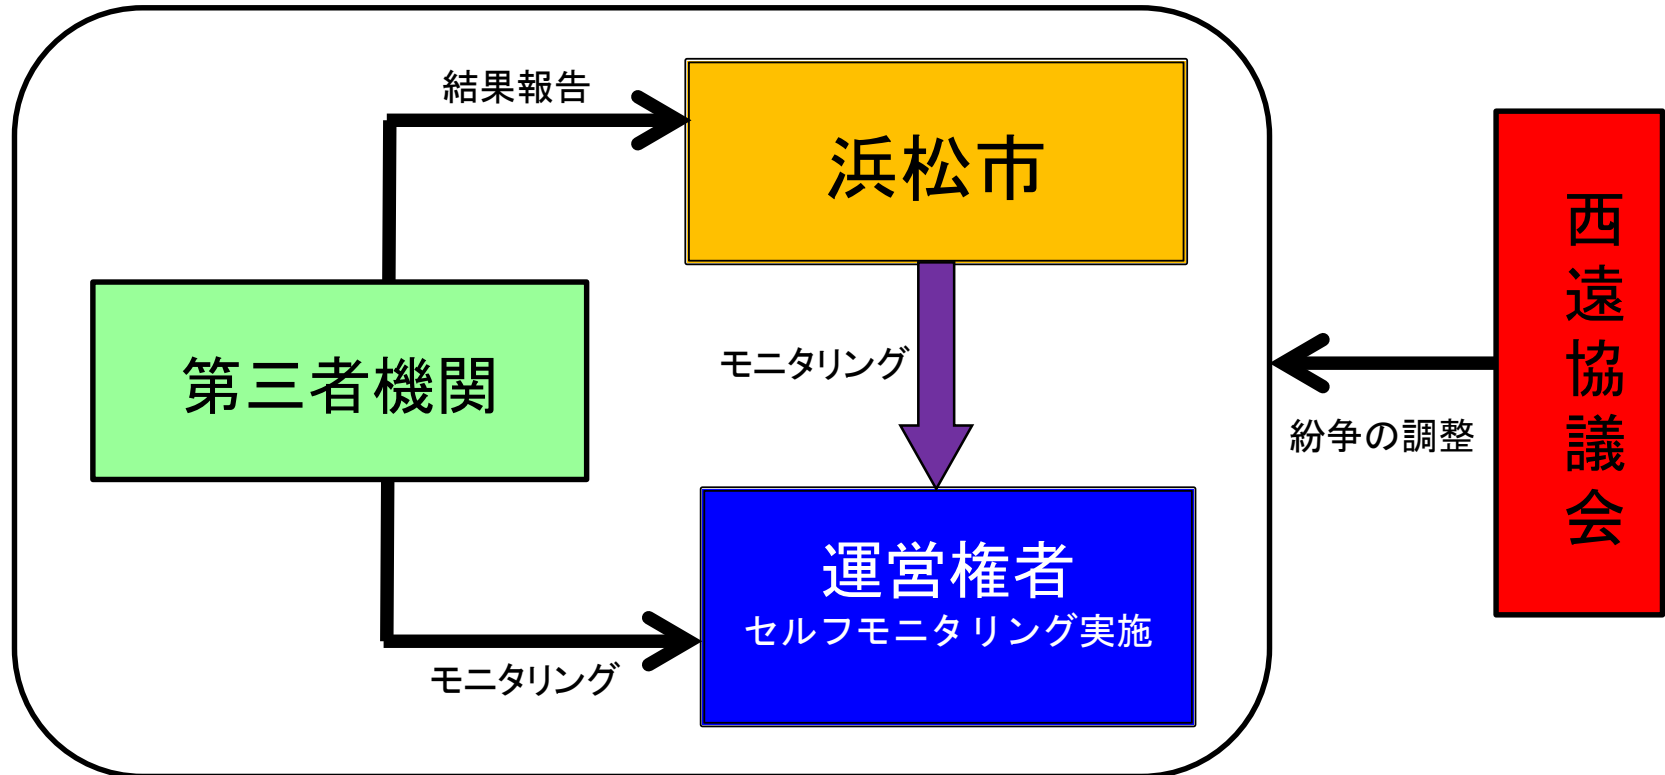 結果報告
浜松市
第三者機関
モニタリング
運営権者
セルフモニタリング実施
モニタリング
紛争の調整
西遠協議会